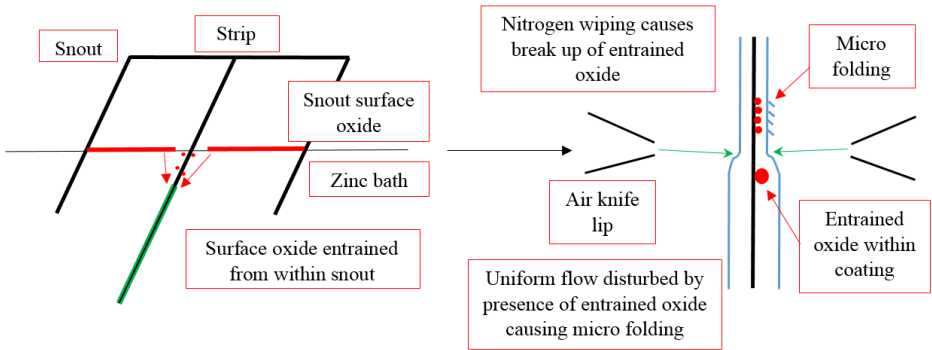 Snout
Strip
Snout surface
oxide
Zinc bath
Surface oxide entrained
from within snout
Nitrogen wiping causes
break up of entrained
oxide
Micro
folding
Air knife
lip
Entrained
oxide within
coating
Uniform flow disturbed by
presence of entrained oxide
causing micro folding